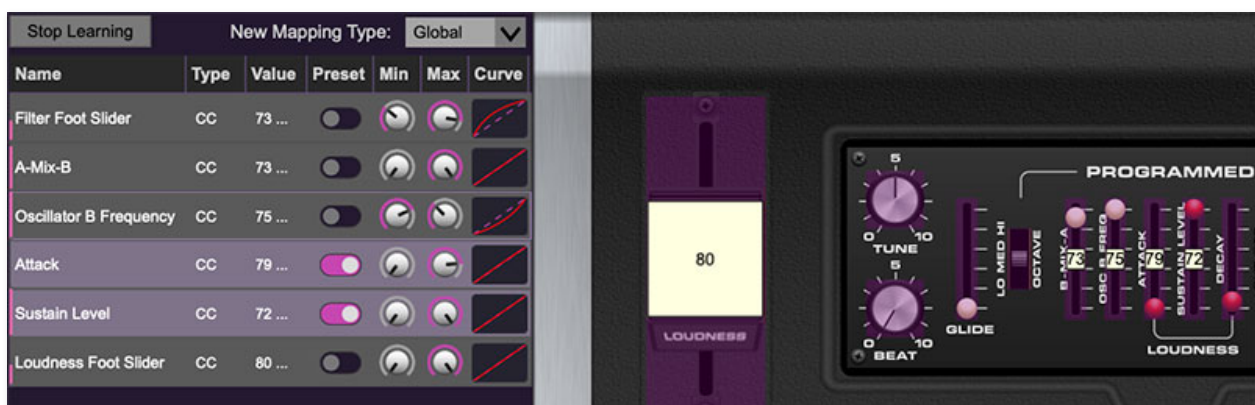 Stop Learning New Mapping Type: Global
Name Type Value Preset Min Max Curve
Filter Foot Slider CC 73 ...
A-Mix-B CC 73 ...
Oscillator B Frequency CC 75 ...
Attack CC 79 ...
Sustain Level CC 72 ...
Loudness Foot Slider CC 80 ...
80
LOUDNESS
5
0 10
TUNE
5
0 10
BEAT
GLIDE
LO MED HI
OCTAVE
PROGRAMMED
B-MIX-A
73
OSC B FREQ
75
ATTACK
79
SUSTAIN LEVEL
72
DECAY
LOUDNESS